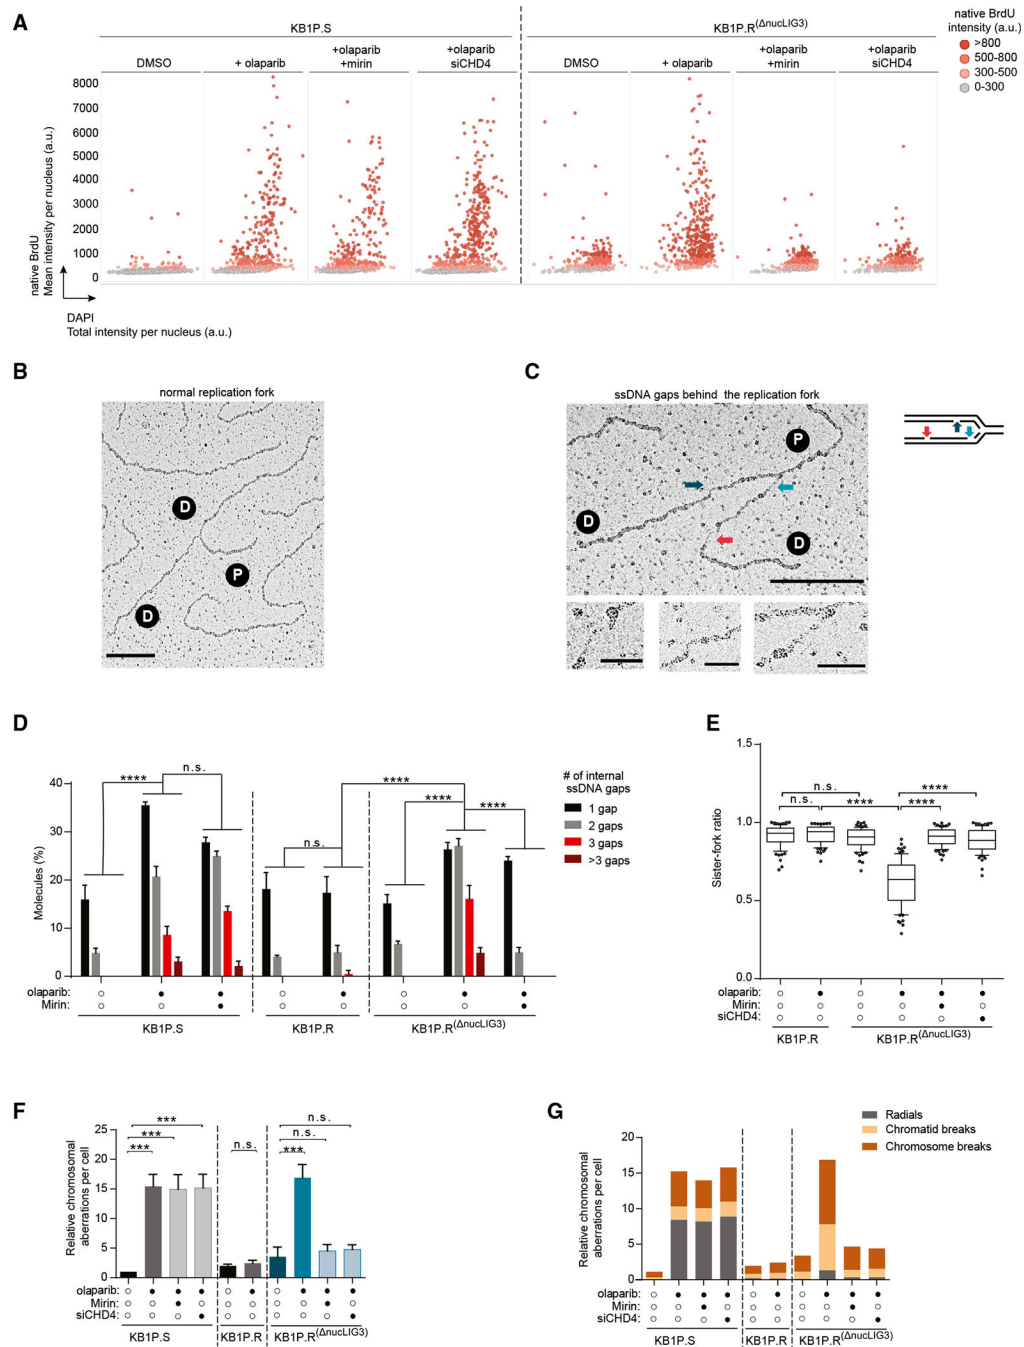 A
KB1P.S
KB1P.R(ΔnucLIG3)
native BrdU
intensity (a.u.)
>800
500-800
300-500
0-300
DMSO
+ olaparib
+olaparib
+mirin
+olaparib
siCHD4
DMSO
+ olaparib
+olaparib
+mirin
+olaparib
siCHD4
native BrdU
Mean intensity per nucleus (a.u.)
8000
7000
6000
5000
4000
3000
2000
1000
0
DAPI
Total intensity per nucleus (a.u.)
B
normal replication fork
D
P
D
C
ssDNA gaps behind the replication fork
P
D
D
D
Molecules (%)
40
30
20
10
0
****
n.s.
n.s.
****
****
****
# of internal
ssDNA gaps
1 gap
2 gaps
3 gaps
>3 gaps
olaparib:
Mirin:
KB1P.S
KB1P.R
KB1P.R(ΔnucLIG3)
E
Sister-fork ratio
1.5
1.0
0.5
0.0
n.s.
n.s.
****
****
****
olaparib:
Mirin:
siCHD4:
KB1P.R
KB1P.R(ΔnucLIG3)
F
Relative chromosomal
aberrations per cell
25
20
15
10
5
0
***
***
***
n.s.
n.s.
n.s.
***
olaparib:
Mirin:
siCHD4:
KB1P.S
KB1P.R
KB1P.R(ΔnucLIG3)
G
Radials
Chromatid breaks
Chromosome breaks
Relative chromosomal
aberrations per cell
20
15
10
5
0
olaparib:
Mirin:
siCHD4:
KB1P.S
KB1P.R
KB1P.R(ΔnucLIG3)